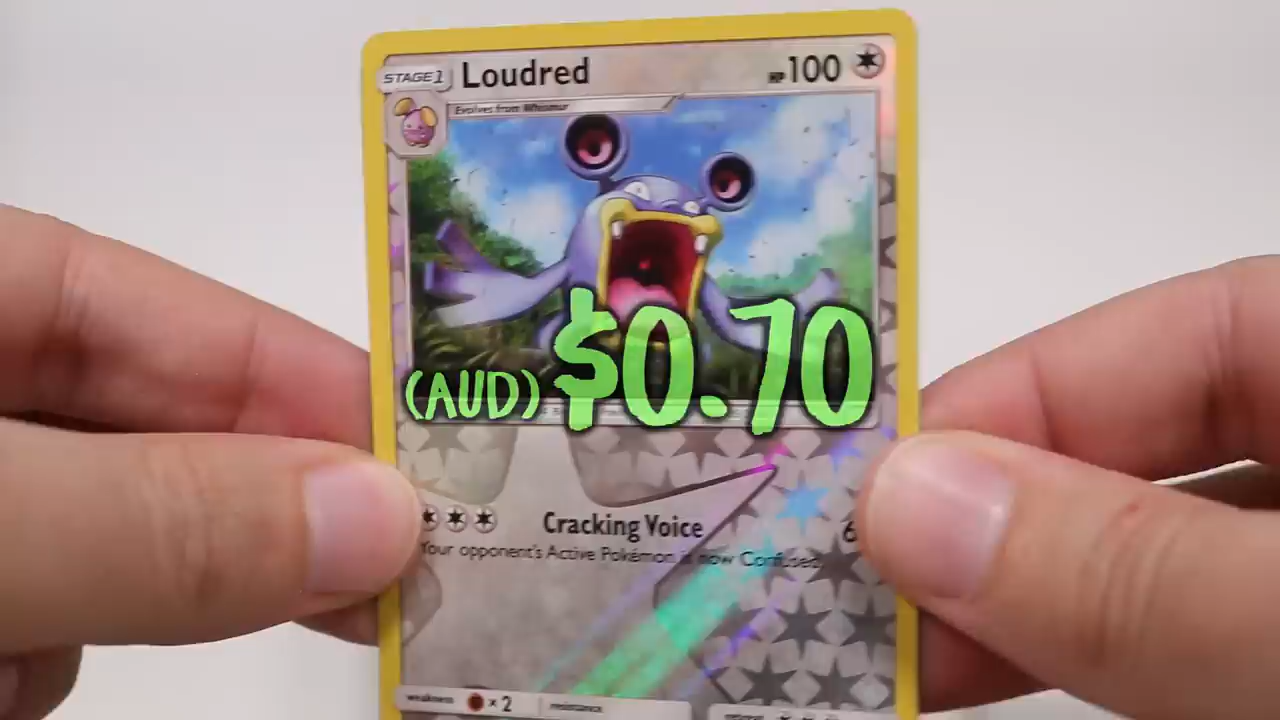 STAGE1 Loudred HP100
Evolves from Whismur
(AUD) $0.70
Cracking Voice
Your opponent's Active Pokémon is now Confused.
weakness ×2 resistance
retreat